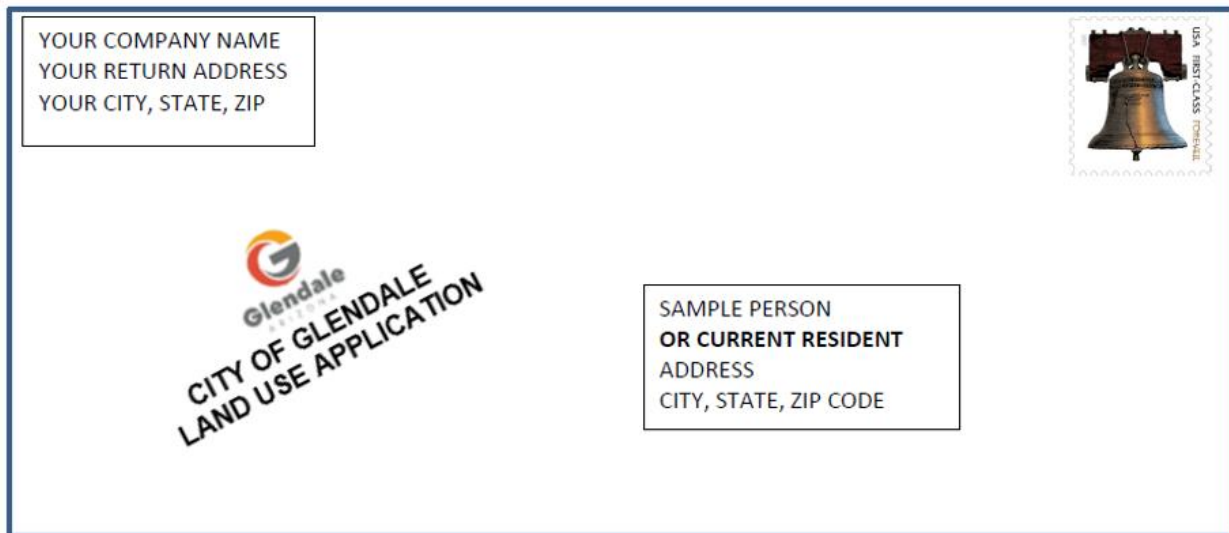 YOUR COMPANY NAME
YOUR RETURN ADDRESS
YOUR CITY, STATE, ZIP
USA FIRST-CLASS FOREVER
Glendale
ARIZONA
CITY OF GLENDALE
LAND USE APPLICATION
SAMPLE PERSON
OR CURRENT RESIDENT
ADDRESS
CITY, STATE, ZIP CODE